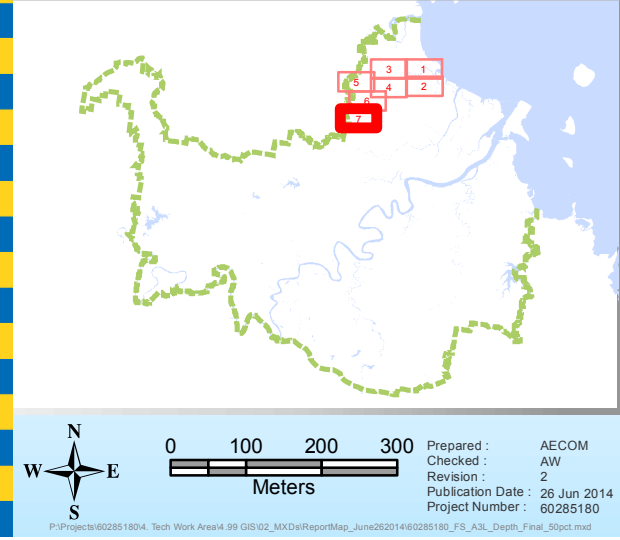 3 1
5 4 2
6
7
N
W E
S
0 100 200 300
Meters
Prepared : AECOM
Checked : AW
Revision : 2
Publication Date : 26 Jun 2014
Project Number : 60285180
P:\Projects\60285180\4. Tech Work Area\4.99 GIS\02_MXDs\ReportMap_June262014\60285180_FS_A3L_Depth_Final_50pct.mxd